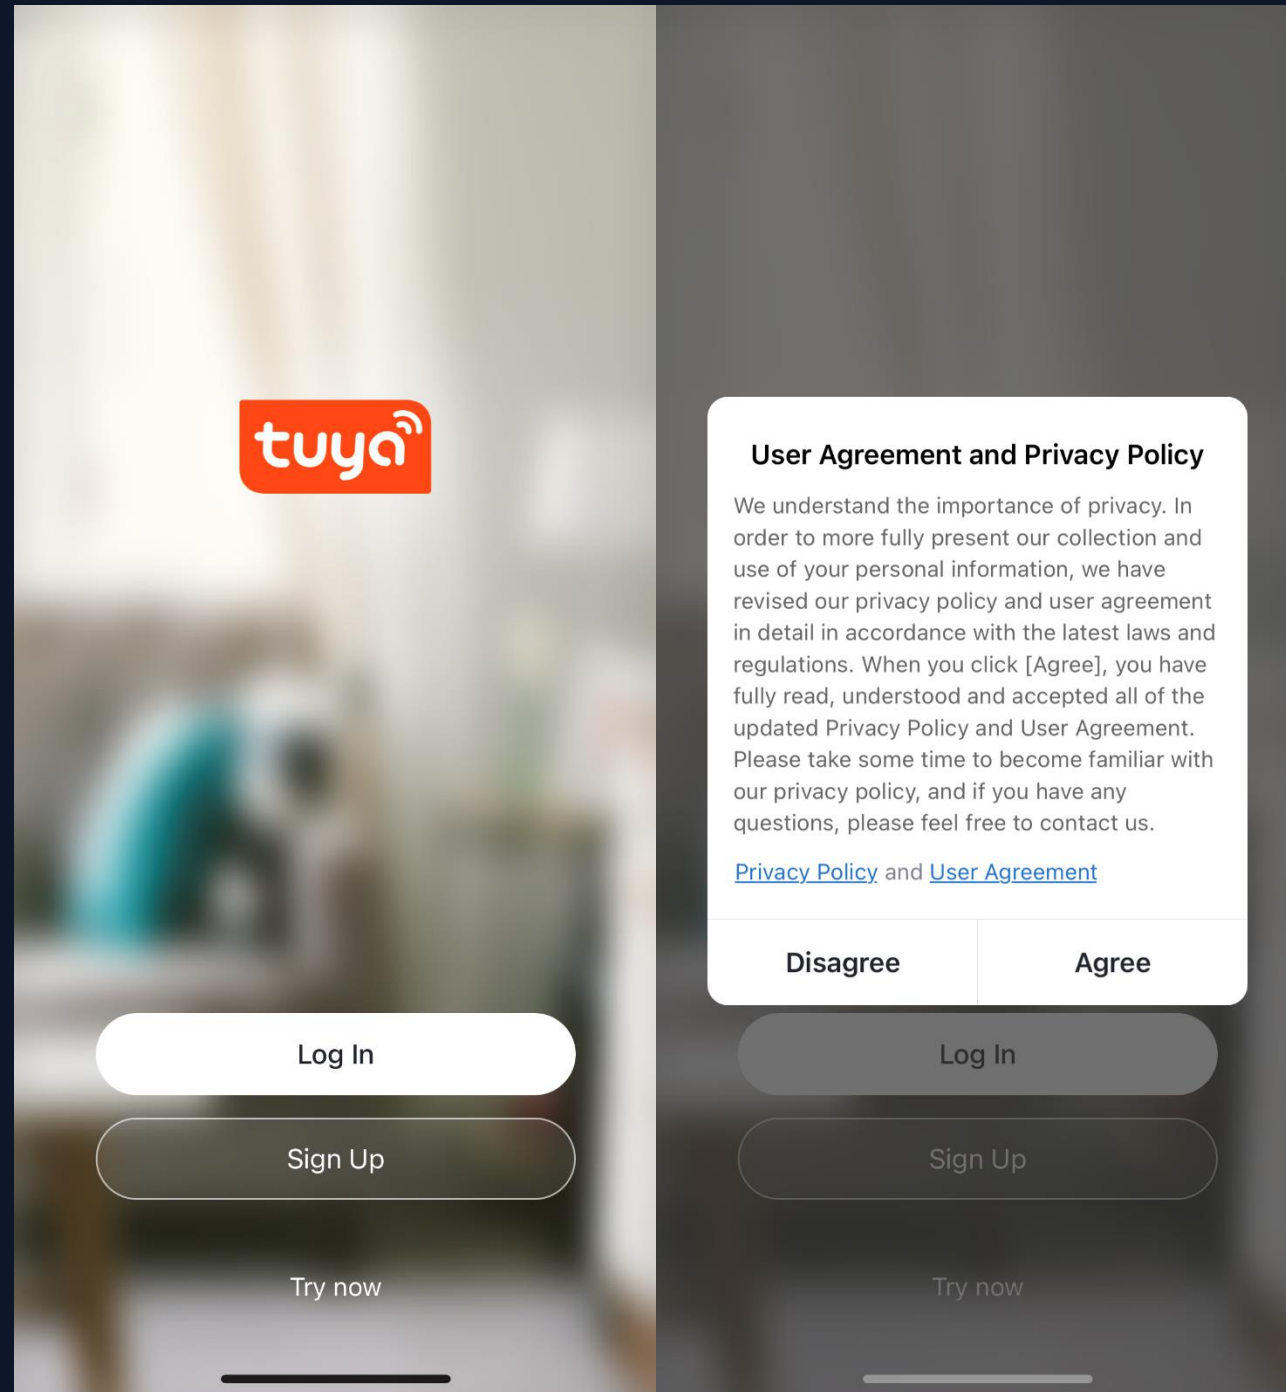 tuya
Log In
Sign Up
Try now
User Agreement and Privacy Policy
We understand the importance of privacy. In
order to more fully present our collection and
use of your personal information, we have
revised our privacy policy and user agreement
in detail in accordance with the latest laws and
regulations. When you click [Agree], you have
fully read, understood and accepted all of the
updated Privacy Policy and User Agreement.
Please take some time to become familiar with
our privacy policy, and if you have any
questions, please feel free to contact us.
Privacy Policy and User Agreement
Disagree Agree
Log In
Sign Up
Try now